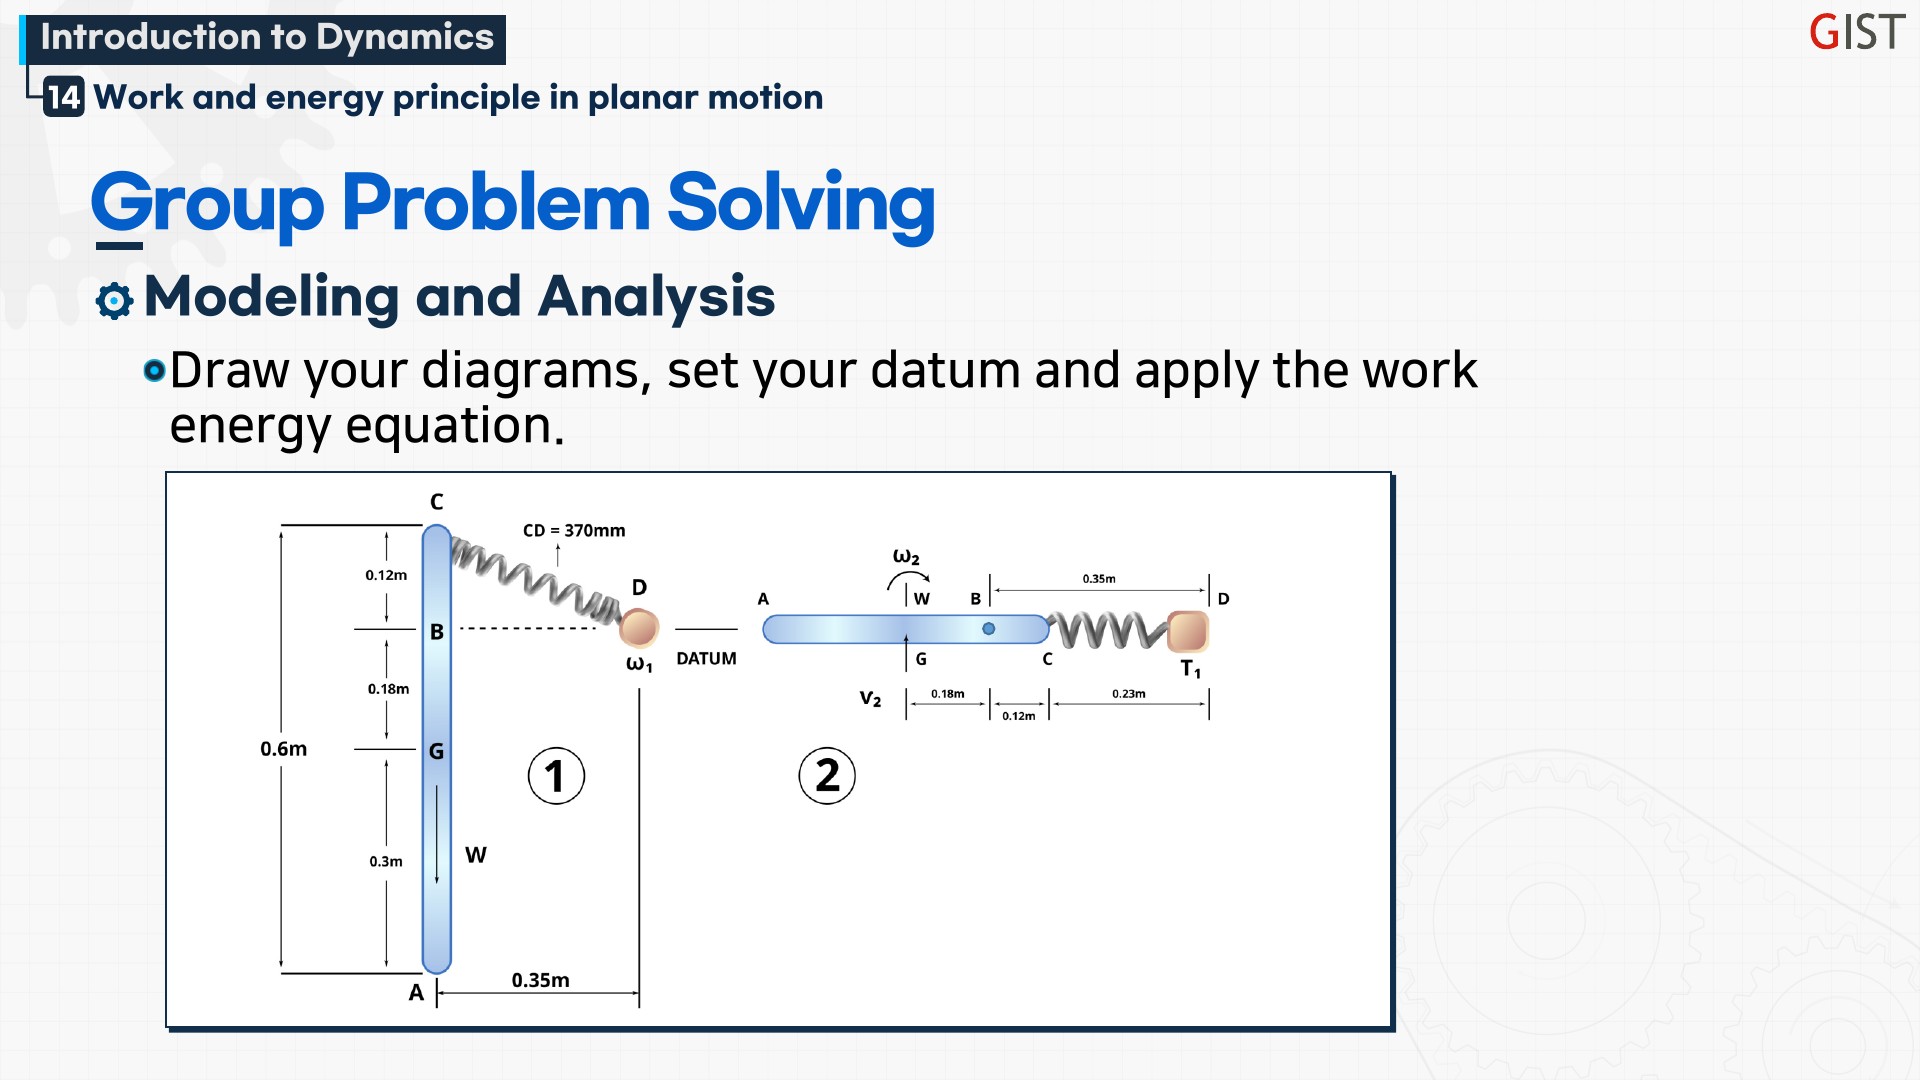 Introduction to Dynamics
GIST
14 Work and energy principle in planar motion
Group Problem Solving
Modeling and Analysis
Draw your diagrams, set your datum and apply the work
energy equation.
C
CD = 370mm
0.12m
D
B
ω₁
DATUM
0.18m
0.6m
G
0.3m
W
A
0.35m
1
ω₂
0.35m
A
W
B
D
G
C
T₁
V₂
0.18m
0.12m
0.23m
2